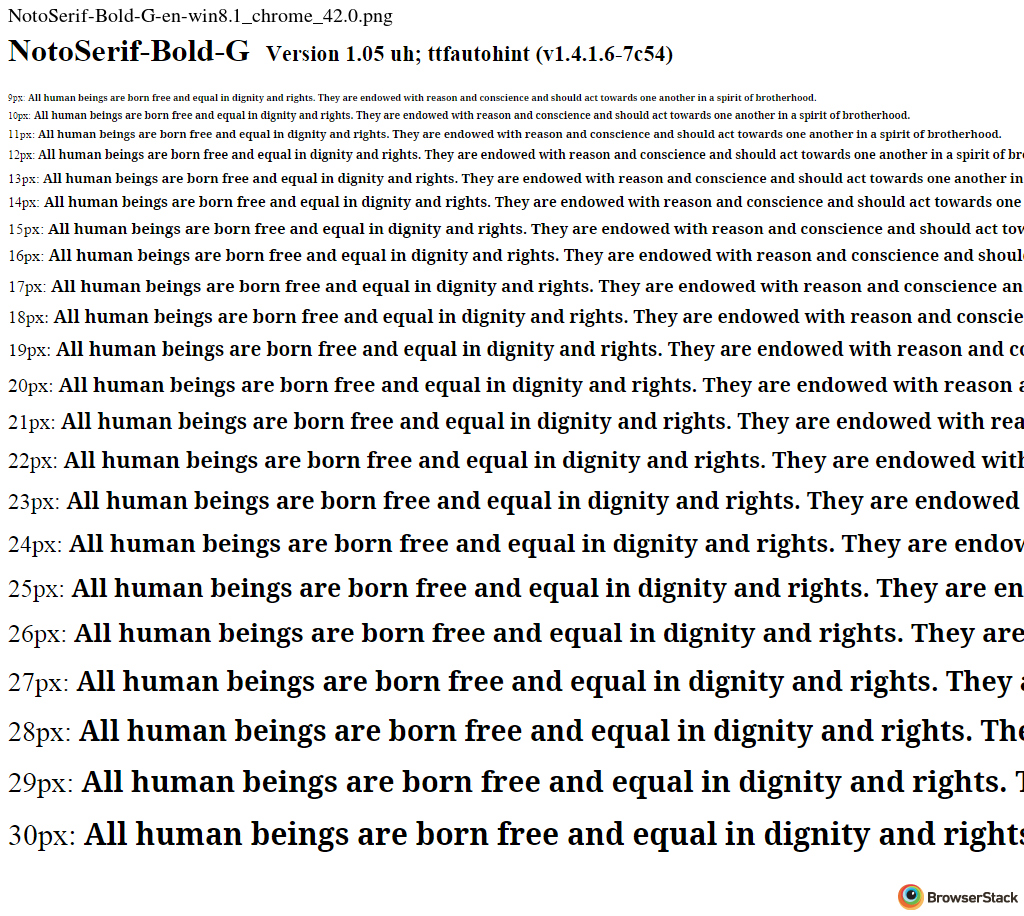 NotoSerif-Bold-G-en-win8.1_chrome_42.0.png
NotoSerif-Bold-G Version 1.05 uh; ttfautohint (v1.4.1.6-7c54)
9px: All human beings are born free and equal in dignity and rights. They are endowed with reason and conscience and should act towards one another in a spirit of brotherhood.
10px: All human beings are born free and equal in dignity and rights. They are endowed with reason and conscience and should act towards one another in a spirit of brotherhood.
11px: All human beings are born free and equal in dignity and rights. They are endowed with reason and conscience and should act towards one another in a spirit of brotherhood.
12px: All human beings are born free and equal in dignity and rights. They are endowed with reason and conscience and should act towards one another in a spirit of bro
13px: All human beings are born free and equal in dignity and rights. They are endowed with reason and conscience and should act towards one another in
14px: All human beings are born free and equal in dignity and rights. They are endowed with reason and conscience and should act towards one
15px: All human beings are born free and equal in dignity and rights. They are endowed with reason and conscience and should act tow
16px: All human beings are born free and equal in dignity and rights. They are endowed with reason and conscience and shoul
17px: All human beings are born free and equal in dignity and rights. They are endowed with reason and conscience an
18px: All human beings are born free and equal in dignity and rights. They are endowed with reason and conscie
19px: All human beings are born free and equal in dignity and rights. They are endowed with reason and co
20px: All human beings are born free and equal in dignity and rights. They are endowed with reason a
21px: All human beings are born free and equal in dignity and rights. They are endowed with rea
22px: All human beings are born free and equal in dignity and rights. They are endowed with
23px: All human beings are born free and equal in dignity and rights. They are endowed
24px: All human beings are born free and equal in dignity and rights. They are endow
25px: All human beings are born free and equal in dignity and rights. They are en
26px: All human beings are born free and equal in dignity and rights. They are
27px: All human beings are born free and equal in dignity and rights. They a
28px: All human beings are born free and equal in dignity and rights. The
29px: All human beings are born free and equal in dignity and rights. T
30px: All human beings are born free and equal in dignity and rights
BrowserStack